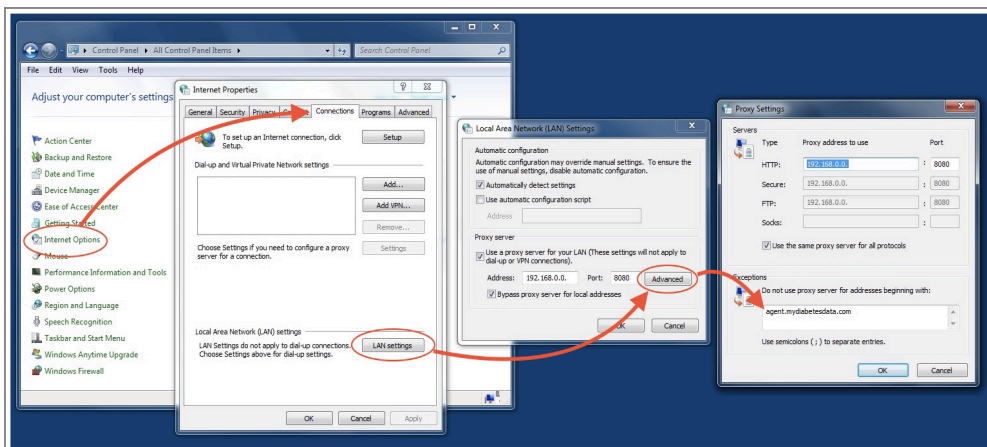 Control Panel ▸ All Control Panel Items ▸
Search Control Panel
File Edit View Tools Help
Adjust your computer's settings
Action Center
Backup and Restore
Date and Time
Device Manager
Ease of Access Center
Getting Started
Internet Options
Mouse
Performance Information and Tools
Power Options
Region and Language
Speech Recognition
Taskbar and Start Menu
Windows Anytime Upgrade
Windows Firewall
Internet Properties
General Security Privacy Connections Programs Advanced
To set up an Internet connection, click
Setup.
Setup
Dial-up and Virtual Private Network settings
Add...
Add VPN...
Remove...
Choose Settings if you need to configure a proxy
server for a connection.
Settings
Local Area Network (LAN) settings
LAN Settings do not apply to dial-up connections.
Choose Settings above for dial-up settings.
LAN settings
OK Cancel Apply
Local Area Network (LAN) Settings
Automatic configuration
Automatic configuration may override manual settings. To ensure the
use of manual settings, disable automatic configuration.
Automatically detect settings
Use automatic configuration script
Address
Proxy server
Use a proxy server for your LAN (These settings will not apply to
dial-up or VPN connections).
Address: 192.168.0.0. Port: 8080 Advanced
Bypass proxy server for local addresses
OK Cancel
Proxy Settings
Servers
Type Proxy address to use Port
HTTP: 192.168.0.0. : 8080
Secure: 192.168.0.0. : 8080
FTP: 192.168.0.0. : 8080
Socks: :
Use the same proxy server for all protocols
Exceptions
Do not use proxy server for addresses beginning with:
agent.mydiabetesdata.com
Use semicolons ( ; ) to separate entries.
OK Cancel